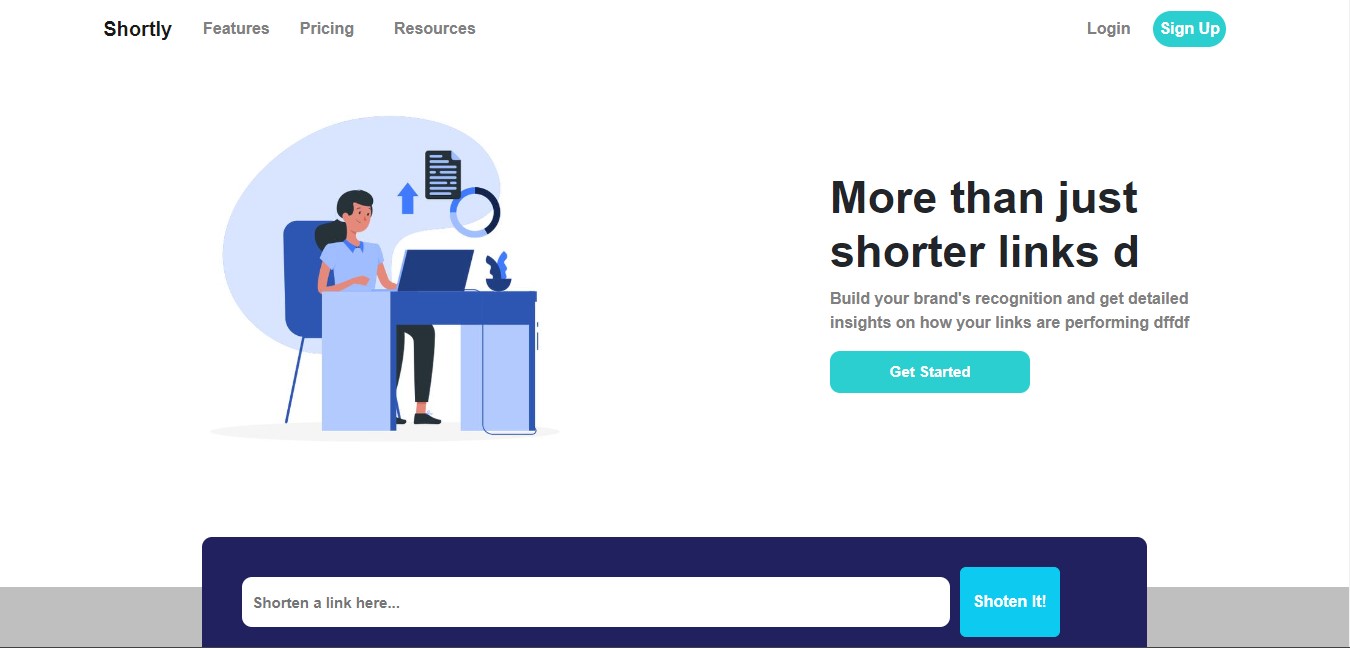 Shortly Features Pricing Resources Login Sign Up
More than just
shorter links d
Build your brand's recognition and get detailed
insights on how your links are performing dffdf
Get Started
Shorten a link here... Shoten It!